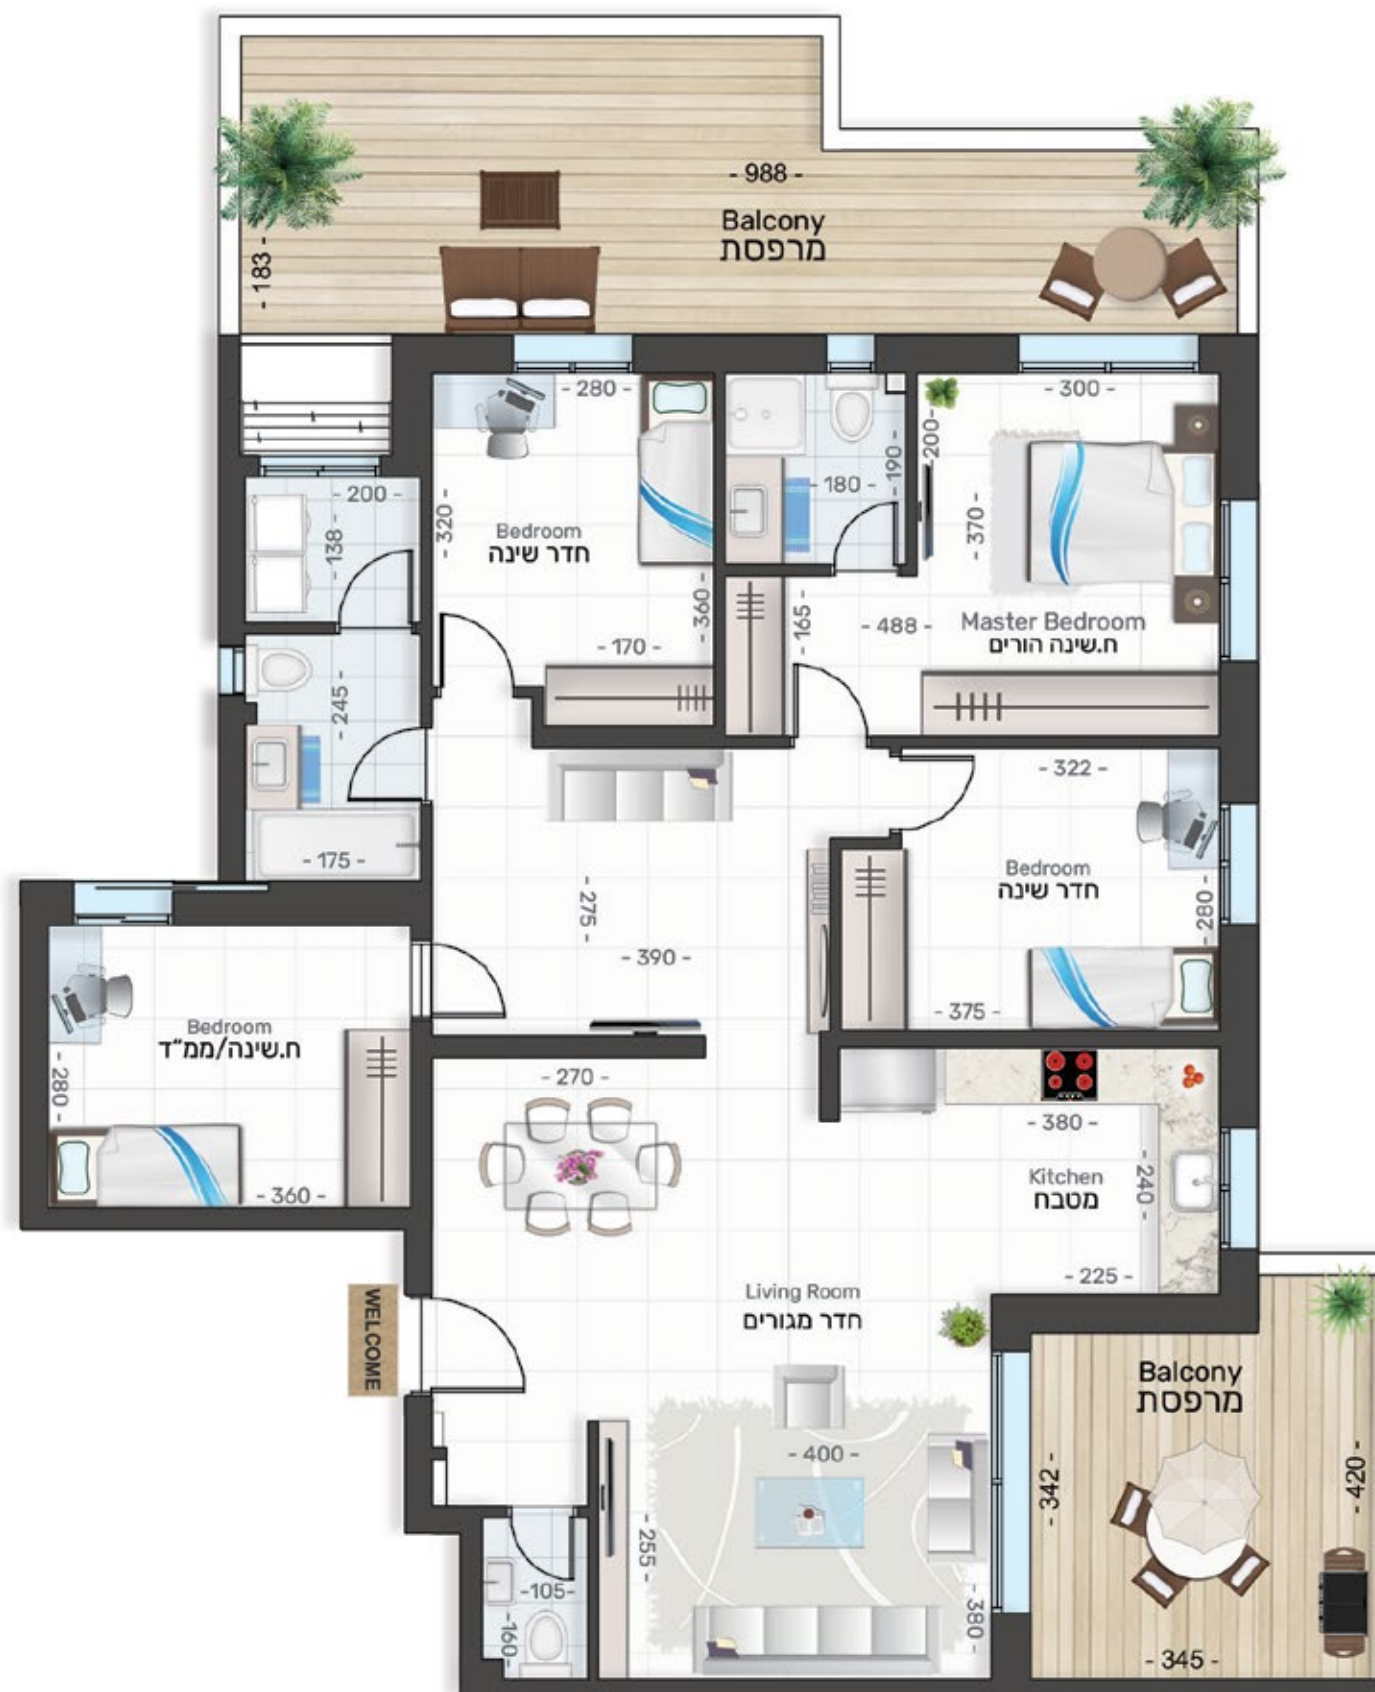 - 988 -
Balcony
מרפסת
- 183 -
- 280 -
- 300 -
- 200 -
- 138 -
- 320 -
Bedroom
חדר שינה
- 360 -
- 170 -
- 180 -
- 190 -
- 200 -
- 370 -
- 165 -
- 488 -
Master Bedroom
ח.שינה הורים
- 245 -
- 175 -
- 322 -
Bedroom
חדר שינה
- 280 -
- 375 -
- 275 -
- 390 -
Bedroom
ח.שינה/ממ"ד
- 280 -
- 360 -
- 270 -
- 380 -
Kitchen
מטבח
- 240 -
- 225 -
WELCOME
Living Room
חדר מגורים
Balcony
מרפסת
- 400 -
- 342 -
- 420 -
- 255 -
- 380 -
-105-
-160-
- 345 -